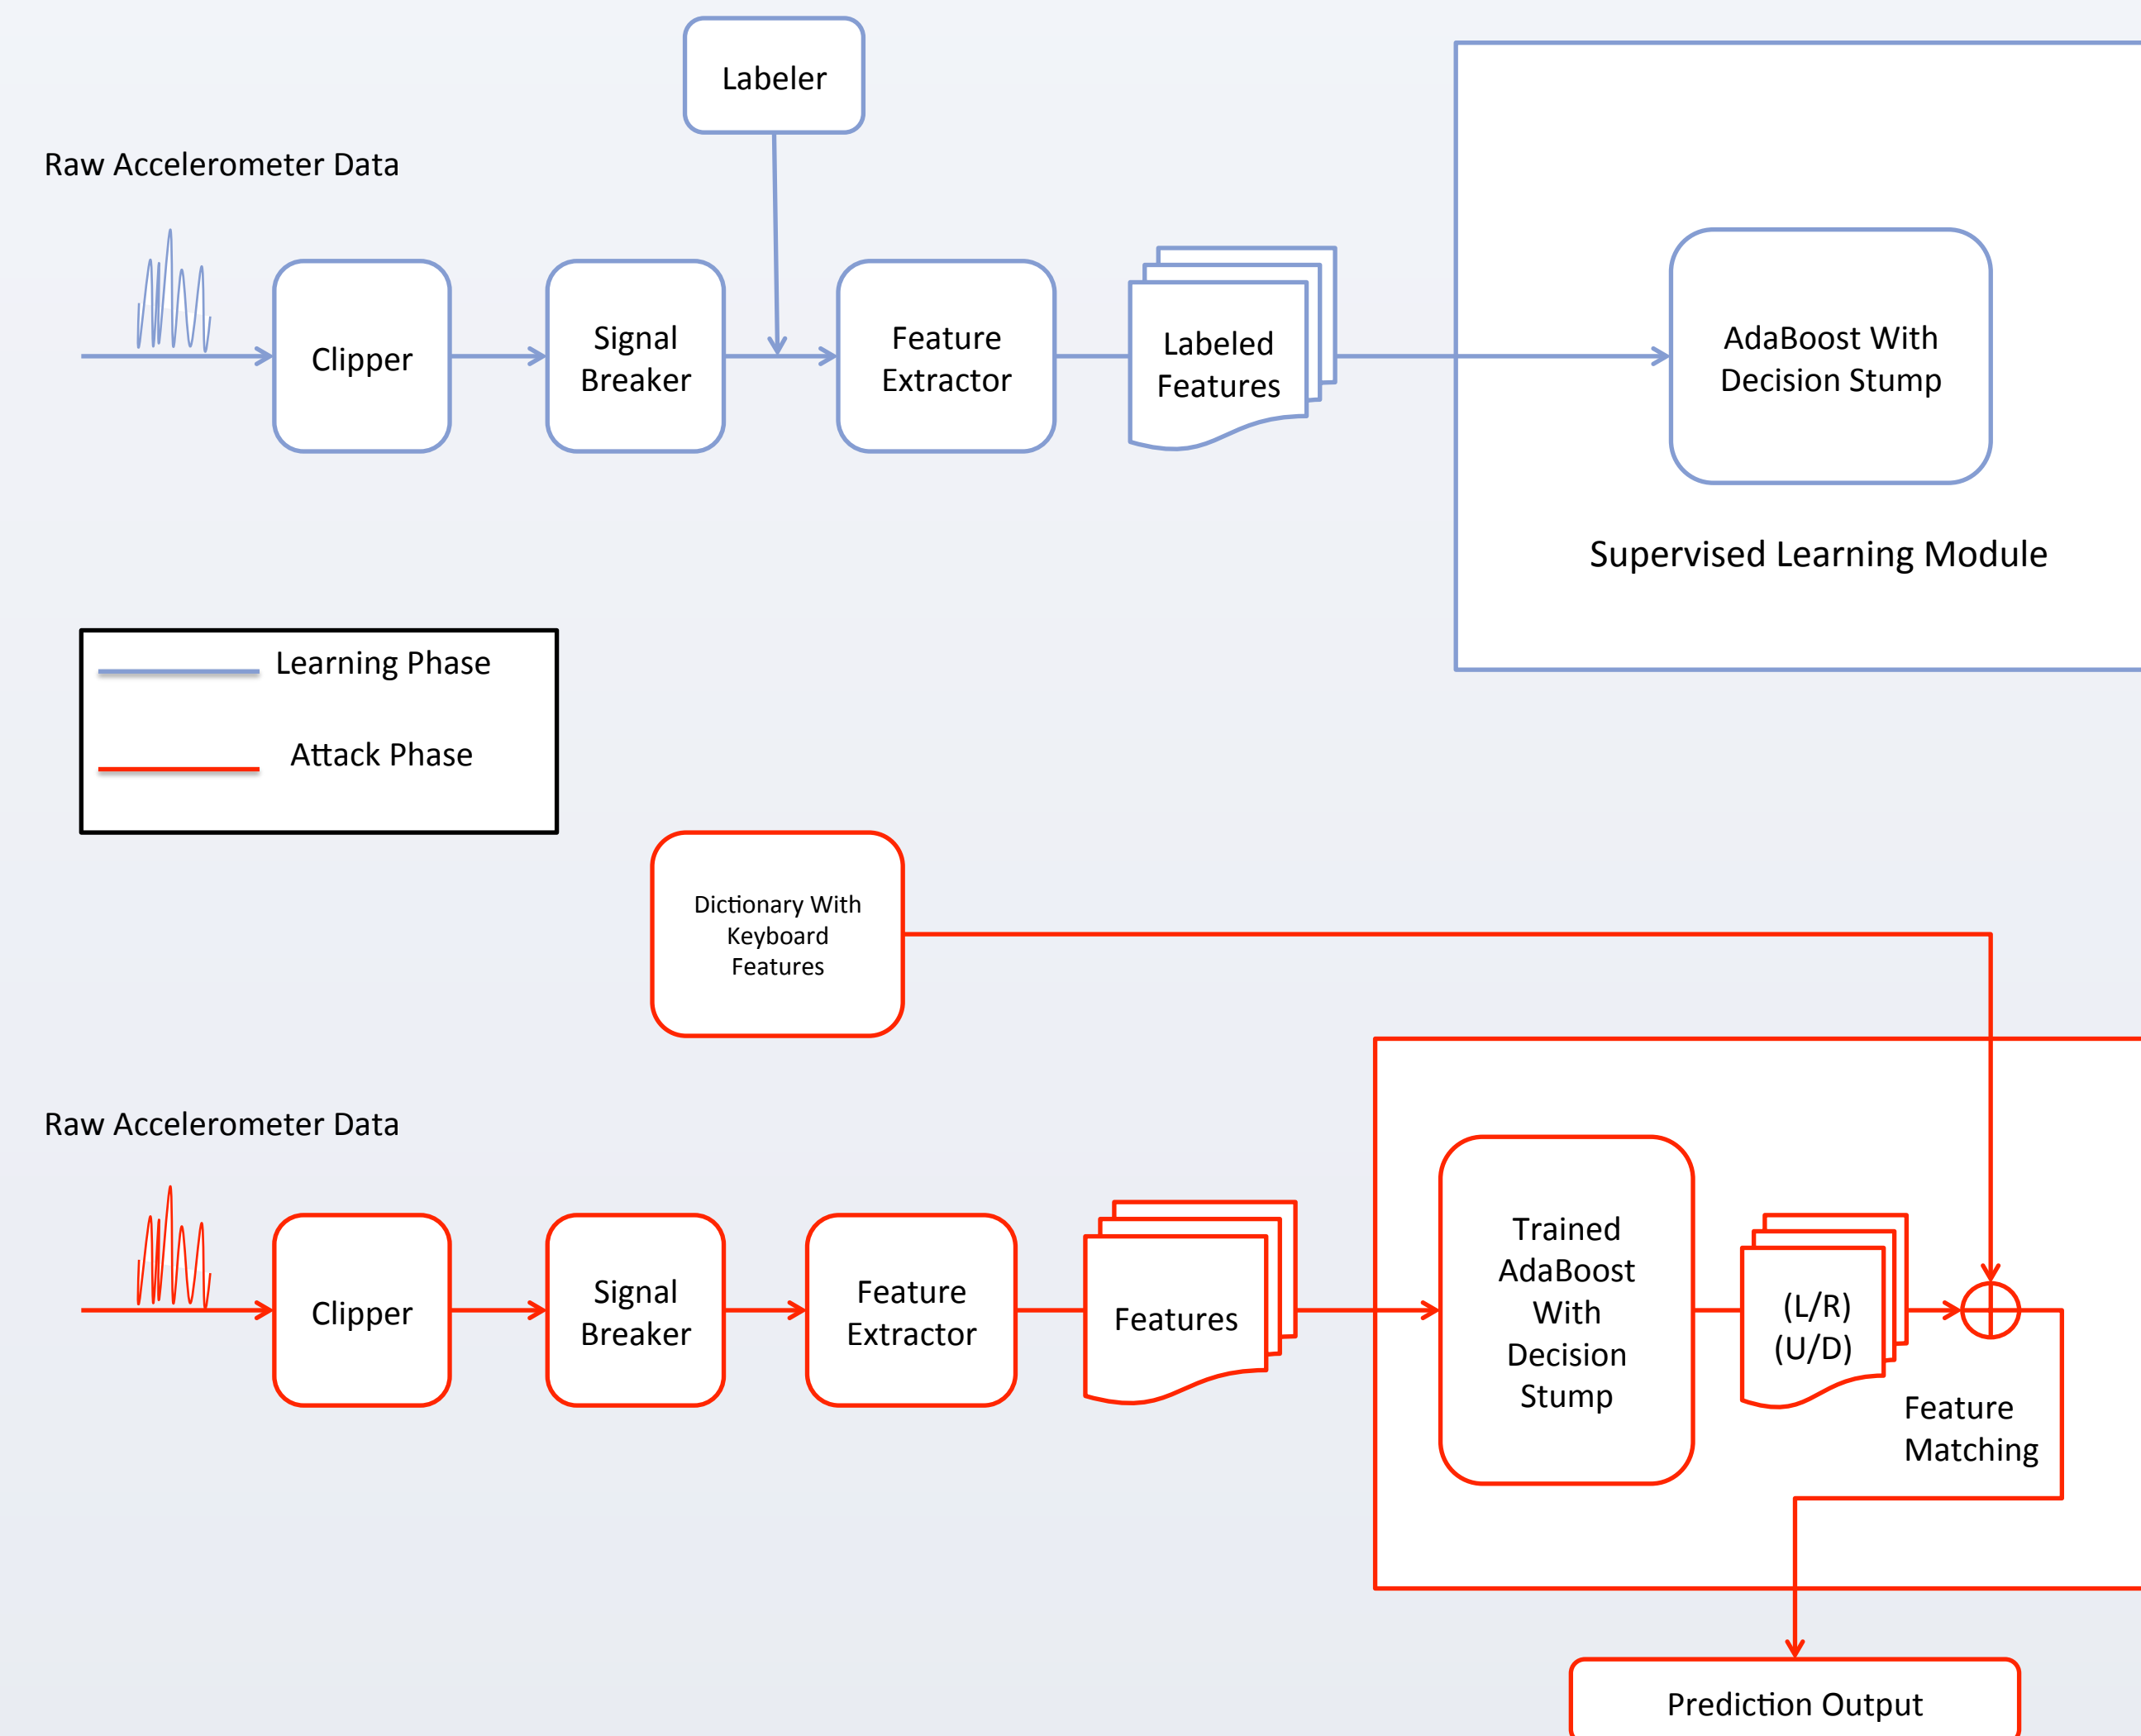 Labeler
Raw Accelerometer Data
Clipper
Signal
Breaker
Feature
Extractor
Labeled
Features
AdaBoost With
Decision Stump
Supervised Learning Module
Learning Phase
Attack Phase
Dictionary With
Keyboard
Features
Raw Accelerometer Data
Clipper
Signal
Breaker
Feature
Extractor
Features
Trained
AdaBoost
With
Decision
Stump
(L/R)
(U/D)
Feature
Matching
Prediction Output